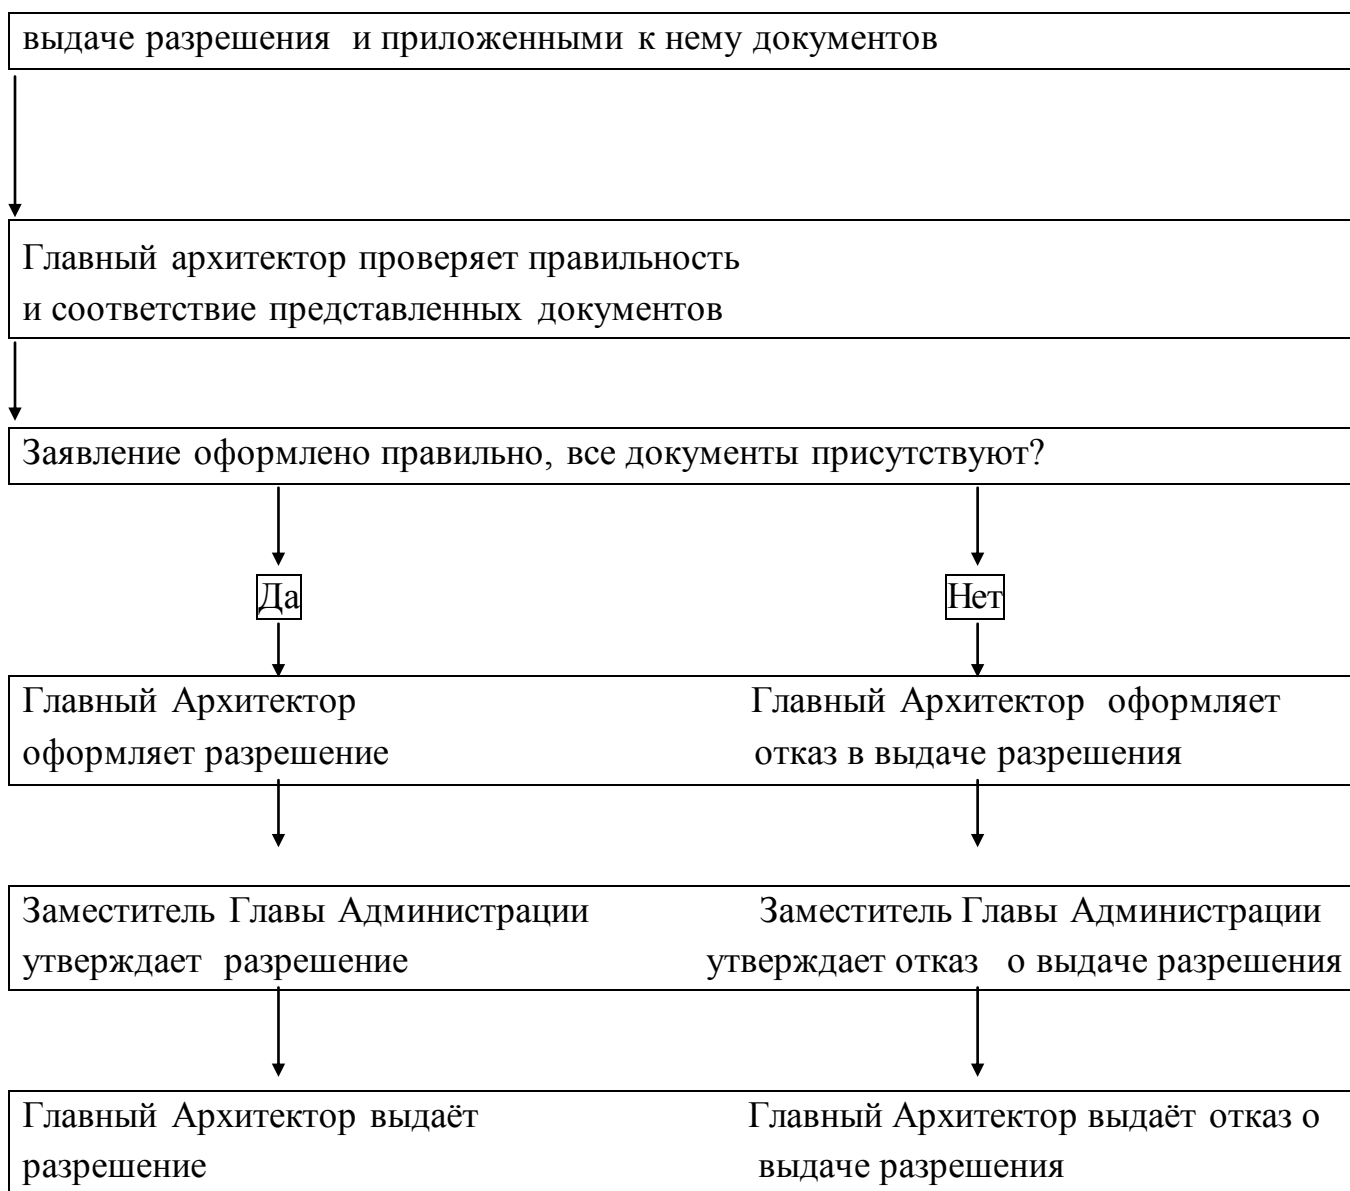 выдаче разрешения и приложенными к нему документов
Главный архитектор проверяет правильность
и соответствие представленных документов
Заявление оформлено правильно, все документы присутствуют?
Да Нет
Главный Архитектор Главный Архитектор оформляет
оформляет разрешение отказ в выдаче разрешения
Заместитель Главы Администрации Заместитель Главы Администрации
утверждает разрешение утверждает отказ о выдаче разрешения
Главный Архитектор выдаёт Главный Архитектор выдаёт отказ о
разрешение выдаче разрешения